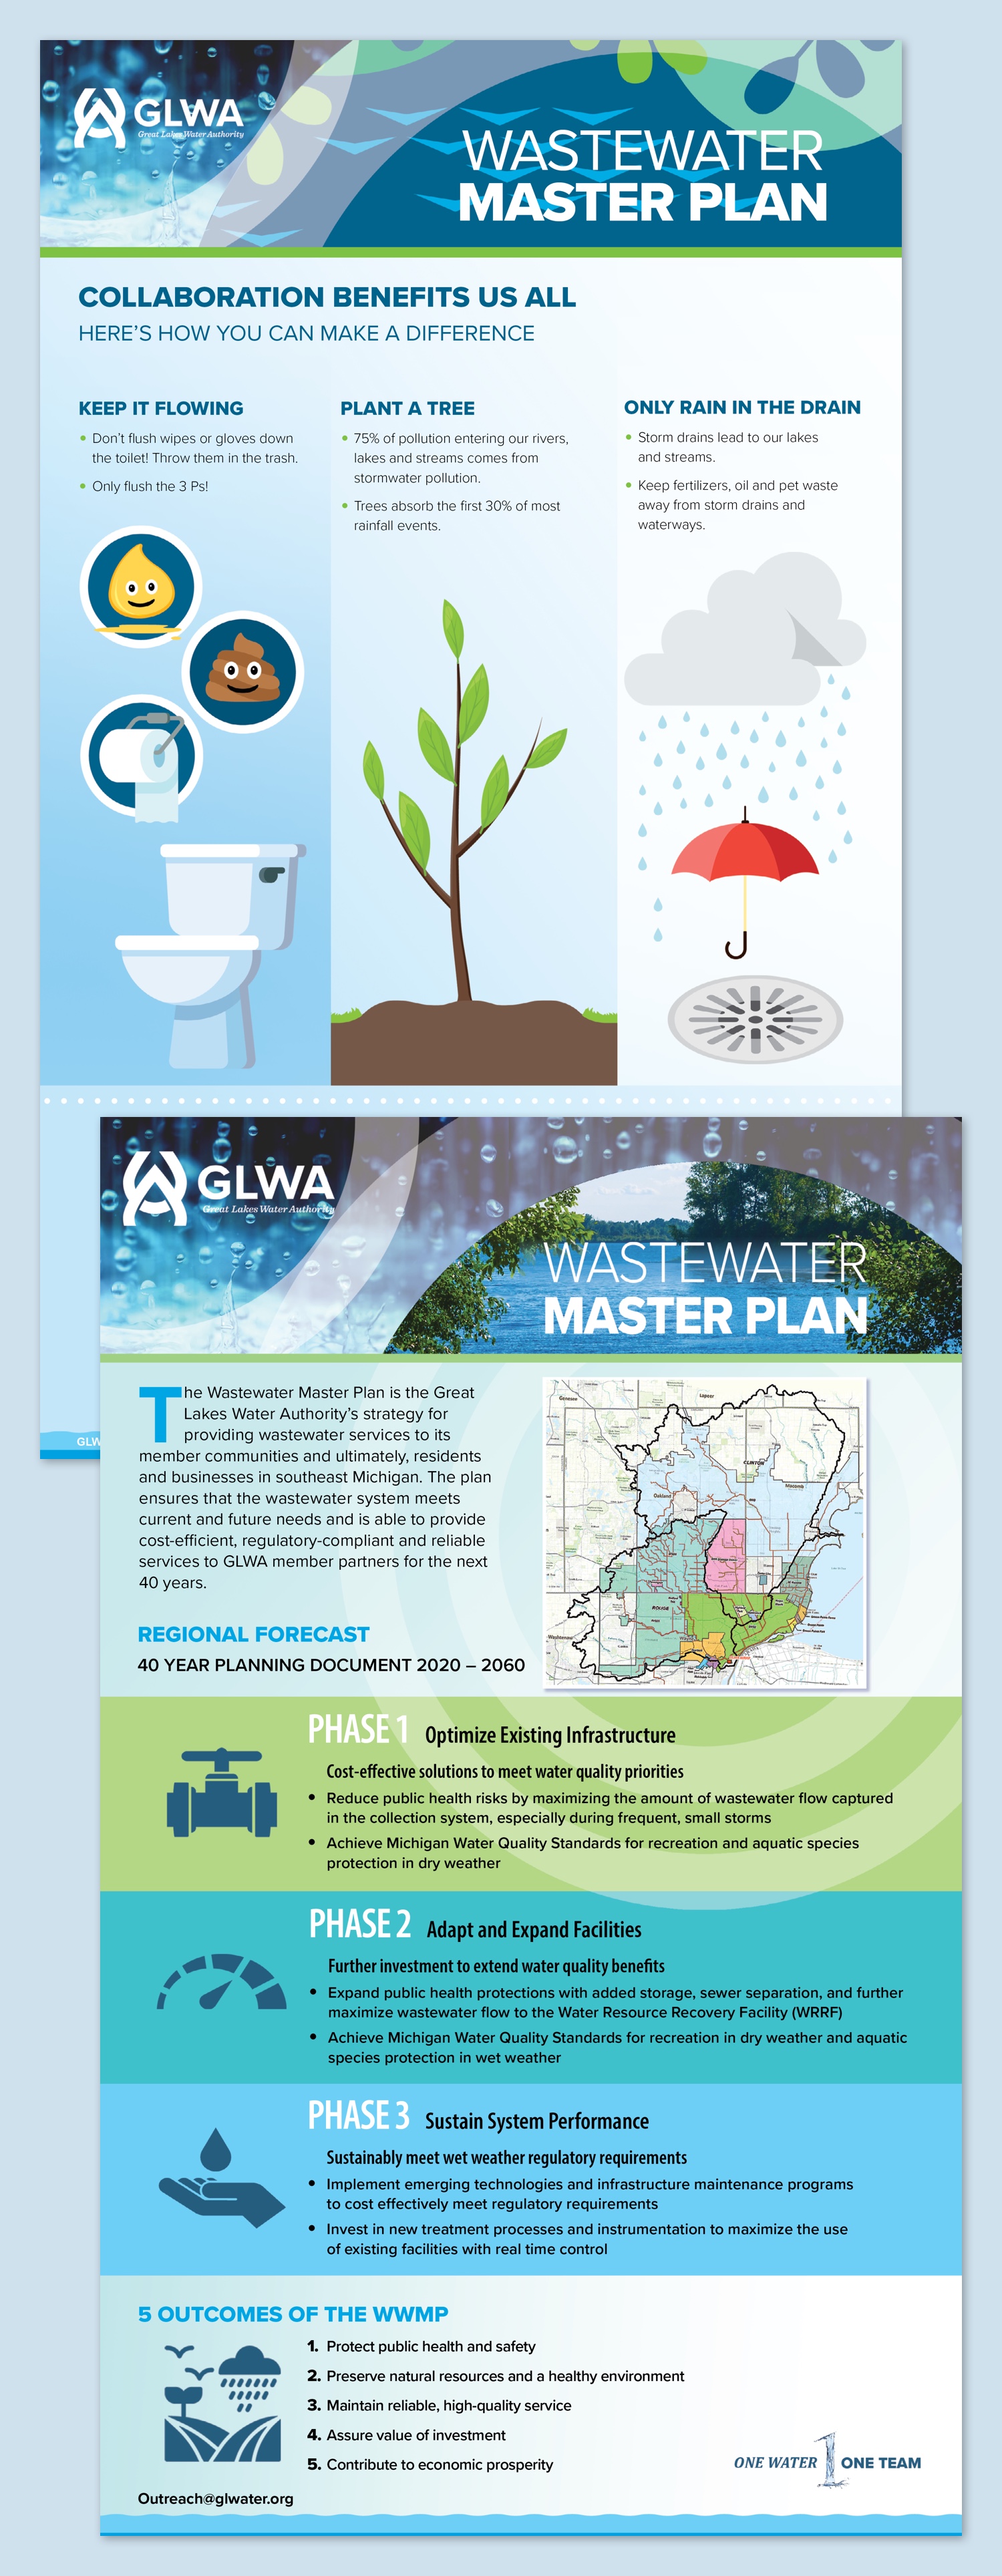 GLWA
Great Lakes Water Authority
WASTEWATER
MASTER PLAN
COLLABORATION BENEFITS US ALL
HERE'S HOW YOU CAN MAKE A DIFFERENCE
KEEP IT FLOWING
• Don't flush wipes or gloves down
the toilet! Throw them in the trash.
• Only flush the 3 Ps!
PLANT A TREE
• 75% of pollution entering our rivers,
lakes and streams comes from
stormwater pollution.
• Trees absorb the first 30% of most
rainfall events.
ONLY RAIN IN THE DRAIN
• Storm drains lead to our lakes
and streams.
• Keep fertilizers, oil and pet waste
away from storm drains and
waterways.
GLW
GLWA
Great Lakes Water Authority
WASTEWATER
MASTER PLAN
The Wastewater Master Plan is the Great
Lakes Water Authority's strategy for
providing wastewater services to its
member communities and ultimately, residents
and businesses in southeast Michigan. The plan
ensures that the wastewater system meets
current and future needs and is able to provide
cost-efficient, regulatory-compliant and reliable
services to GLWA member partners for the next
40 years.
Genesee
Lapeer
CLINTON
Macomb
Oakland
ROUGE
Washtenaw
REGIONAL FORECAST
40 YEAR PLANNING DOCUMENT 2020 – 2060
PHASE 1 Optimize Existing Infrastructure
Cost-effective solutions to meet water quality priorities
• Reduce public health risks by maximizing the amount of wastewater flow captured
in the collection system, especially during frequent, small storms
• Achieve Michigan Water Quality Standards for recreation and aquatic species
protection in dry weather
PHASE 2 Adapt and Expand Facilities
Further investment to extend water quality benefits
• Expand public health protections with added storage, sewer separation, and further
maximize wastewater flow to the Water Resource Recovery Facility (WRRF)
• Achieve Michigan Water Quality Standards for recreation in dry weather and aquatic
species protection in wet weather
PHASE 3 Sustain System Performance
Sustainably meet wet weather regulatory requirements
• Implement emerging technologies and infrastructure maintenance programs
to cost effectively meet regulatory requirements
• Invest in new treatment processes and instrumentation to maximize the use
of existing facilities with real time control
5 OUTCOMES OF THE WWMP
1. Protect public health and safety
2. Preserve natural resources and a healthy environment
3. Maintain reliable, high-quality service
4. Assure value of investment
5. Contribute to economic prosperity
ONE WATER 1 ONE TEAM
Outreach@glwater.org